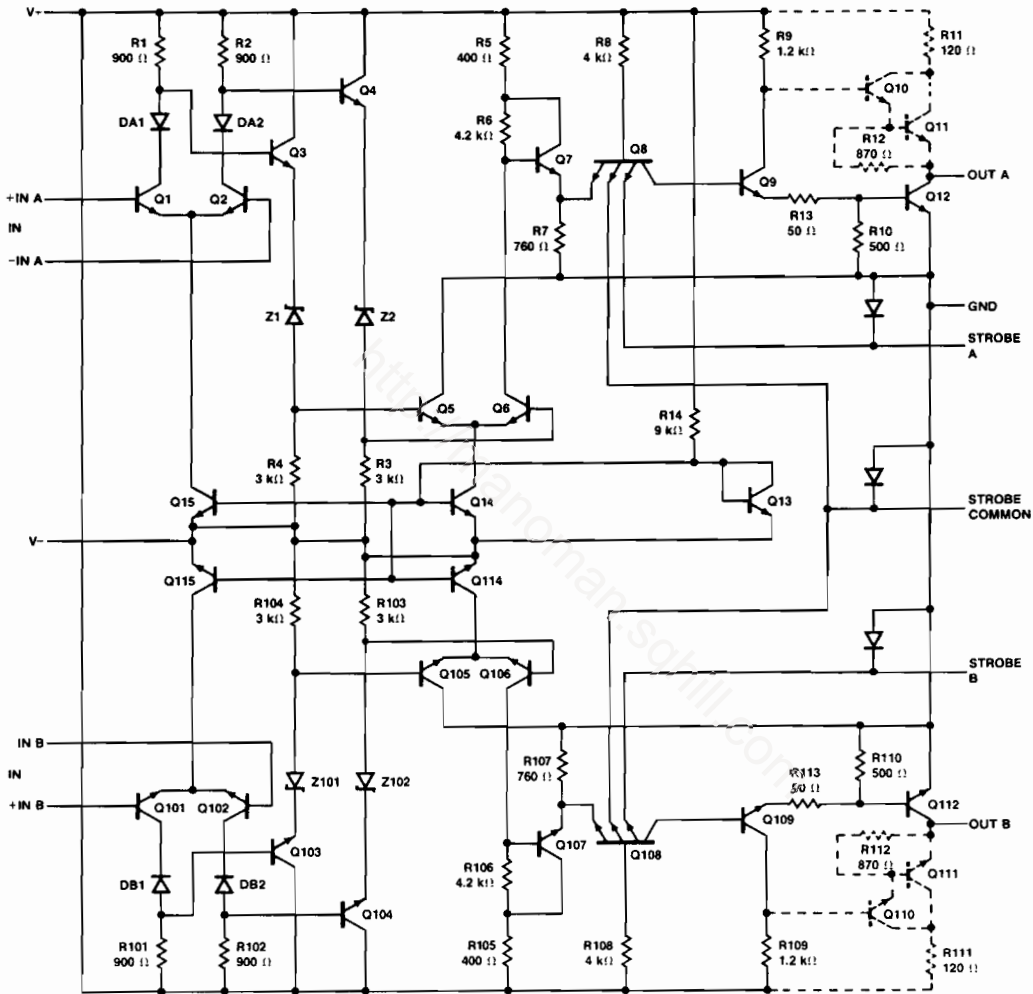 V+
R1
900 Ω
R2
900 Ω
R5
400 Ω
R8
4 kΩ
R9
1.2 kΩ
R11
120 Ω
DA1
DA2
Q4
Q3
R6
4.2 kΩ
Q7
Q8
Q10
Q11
R12
870 Ω
OUT A
+IN A
Q1
Q2
Q9
Q12
IN
-IN A
R7
760 Ω
R13
50 Ω
R10
500 Ω
Z1
Z2
GND
STROBE
A
Q5
Q6
R14
9 kΩ
R4
3 kΩ
R3
3 kΩ
Q15
Q14
Q13
STROBE
COMMON
V-
Q115
Q114
R104
3 kΩ
R103
3 kΩ
Q105
Q106
STROBE
B
IN B
IN
+IN B
Q101
Q102
Z101
Z102
R107
760 Ω
R113
50 Ω
R110
500 Ω
Q109
Q112
OUT B
Q103
Q107
Q108
R112
870 Ω
DB1
DB2
R106
4.2 kΩ
Q111
Q104
Q110
R101
900 Ω
R102
900 Ω
R105
400 Ω
R108
4 kΩ
R109
1.2 kΩ
R111
120 Ω